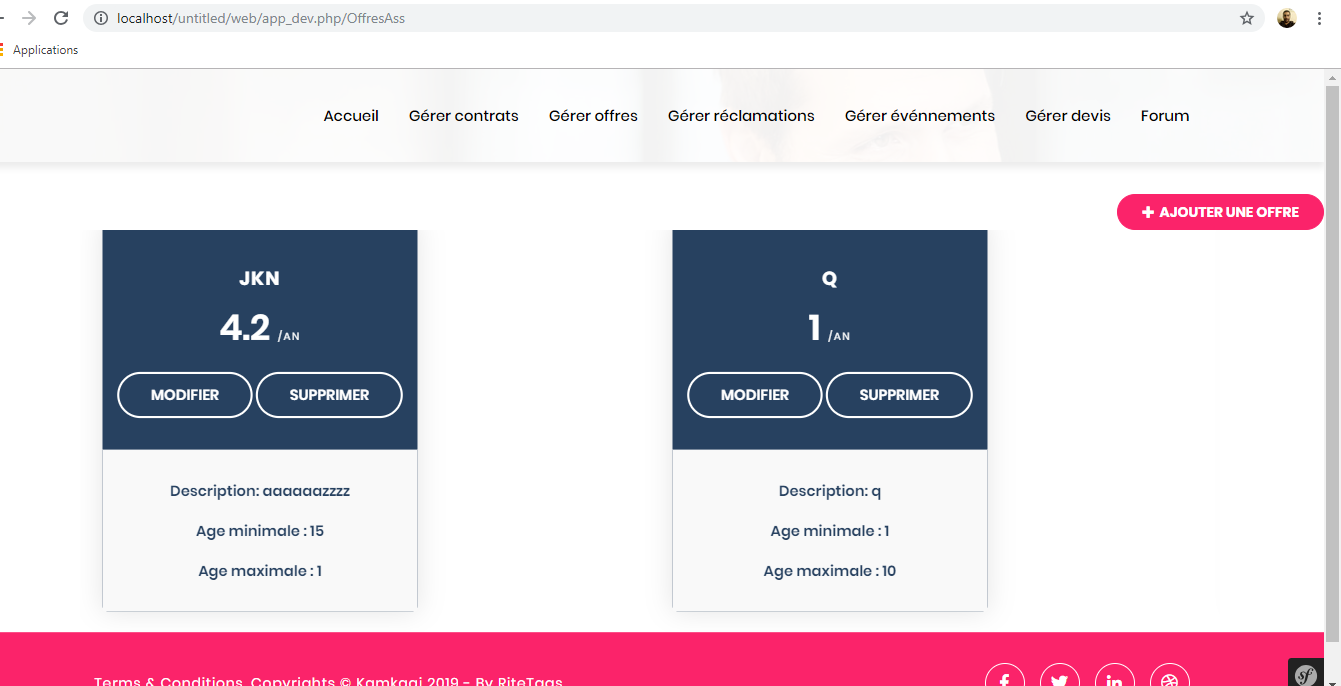 localhost/untitled/web/app_dev.php/OffresAss
Applications
Accueil Gérer contrats Gérer offres Gérer réclamations Gérer événnements Gérer devis Forum
+ AJOUTER UNE OFFRE
JKN
4.2 /AN
MODIFIER SUPPRIMER
Description: aaaaaazzzz
Age minimale : 15
Age maximale : 1
Q
1 /AN
MODIFIER SUPPRIMER
Description: q
Age minimale : 1
Age maximale : 10
Terms & Conditions, Copyrights © Kamkaaj 2019 - By RiteTags
sf